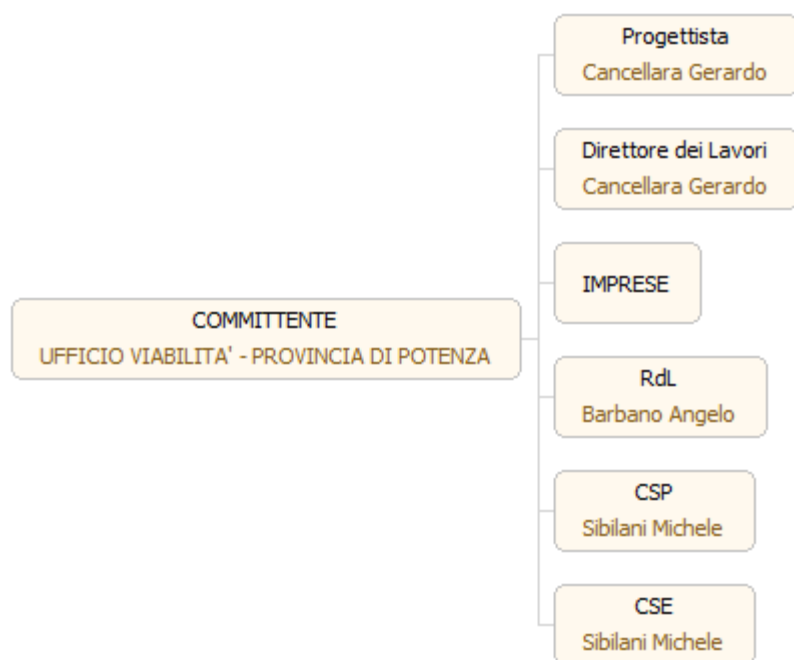 Progettista
Cancellara Gerardo
Direttore dei Lavori
Cancellara Gerardo
IMPRESE
COMMITTENTE
UFFICIO VIABILITA' - PROVINCIA DI POTENZA
RdL
Barbano Angelo
CSP
Sibilani Michele
CSE
Sibilani Michele